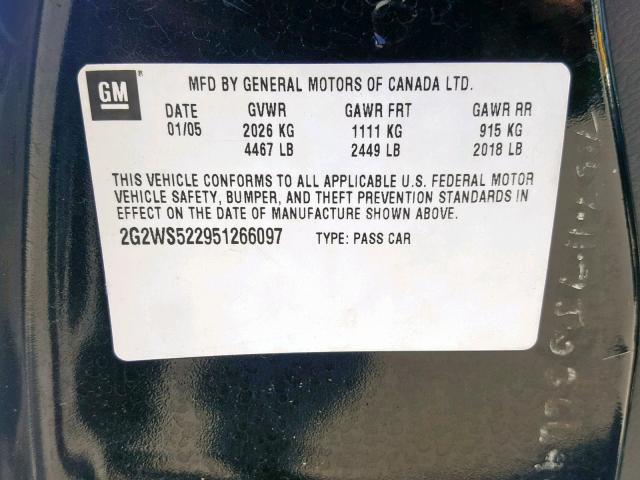 GM
MFD BY GENERAL MOTORS OF CANADA LTD.
DATE GVWR GAWR FRT GAWR RR
01/05 2026 KG 1111 KG 915 KG
4467 LB 2449 LB 2018 LB
THIS VEHICLE CONFORMS TO ALL APPLICABLE U.S. FEDERAL MOTOR
VEHICLE SAFETY, BUMPER, AND THEFT PREVENTION STANDARDS IN
EFFECT ON THE DATE OF MANUFACTURE SHOWN ABOVE.
2G2WS522951266097 TYPE: PASS CAR